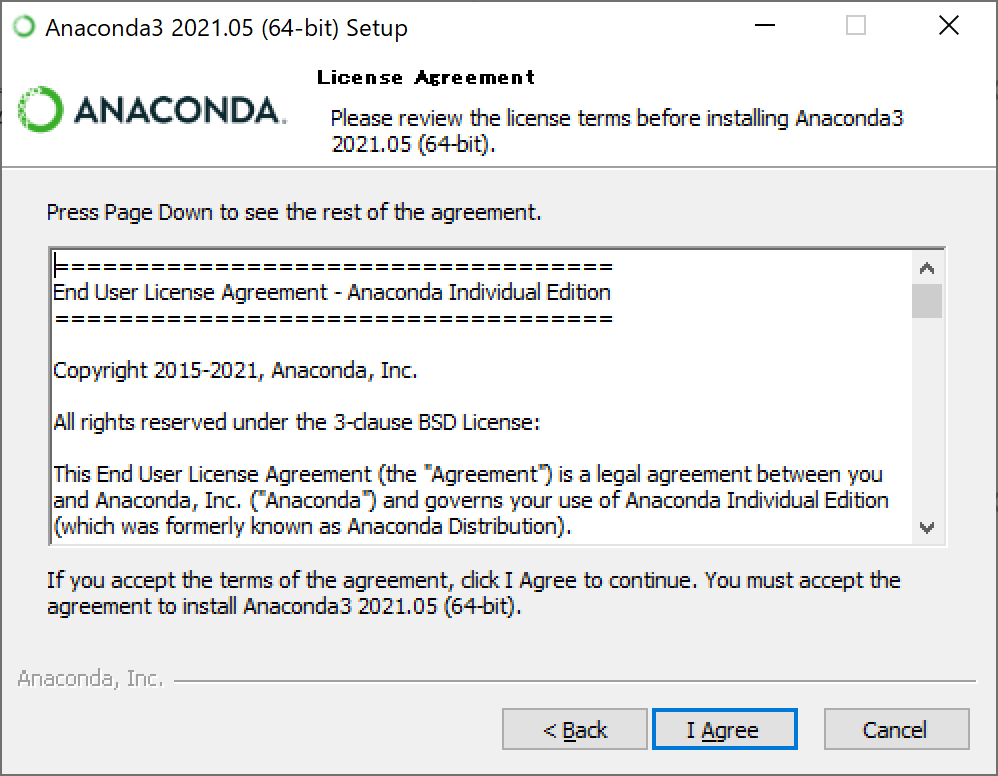 Anaconda3 2021.05 (64-bit) Setup
ANACONDA.
License Agreement
Please review the license terms before installing Anaconda3
2021.05 (64-bit).
Press Page Down to see the rest of the agreement.
===================================
End User License Agreement - Anaconda Individual Edition
===================================
Copyright 2015-2021, Anaconda, Inc.
All rights reserved under the 3-clause BSD License:
This End User License Agreement (the "Agreement") is a legal agreement between you
and Anaconda, Inc. ("Anaconda") and governs your use of Anaconda Individual Edition
(which was formerly known as Anaconda Distribution).
If you accept the terms of the agreement, click I Agree to continue. You must accept the
agreement to install Anaconda3 2021.05 (64-bit).
Anaconda, Inc.
< Back
I Agree
Cancel